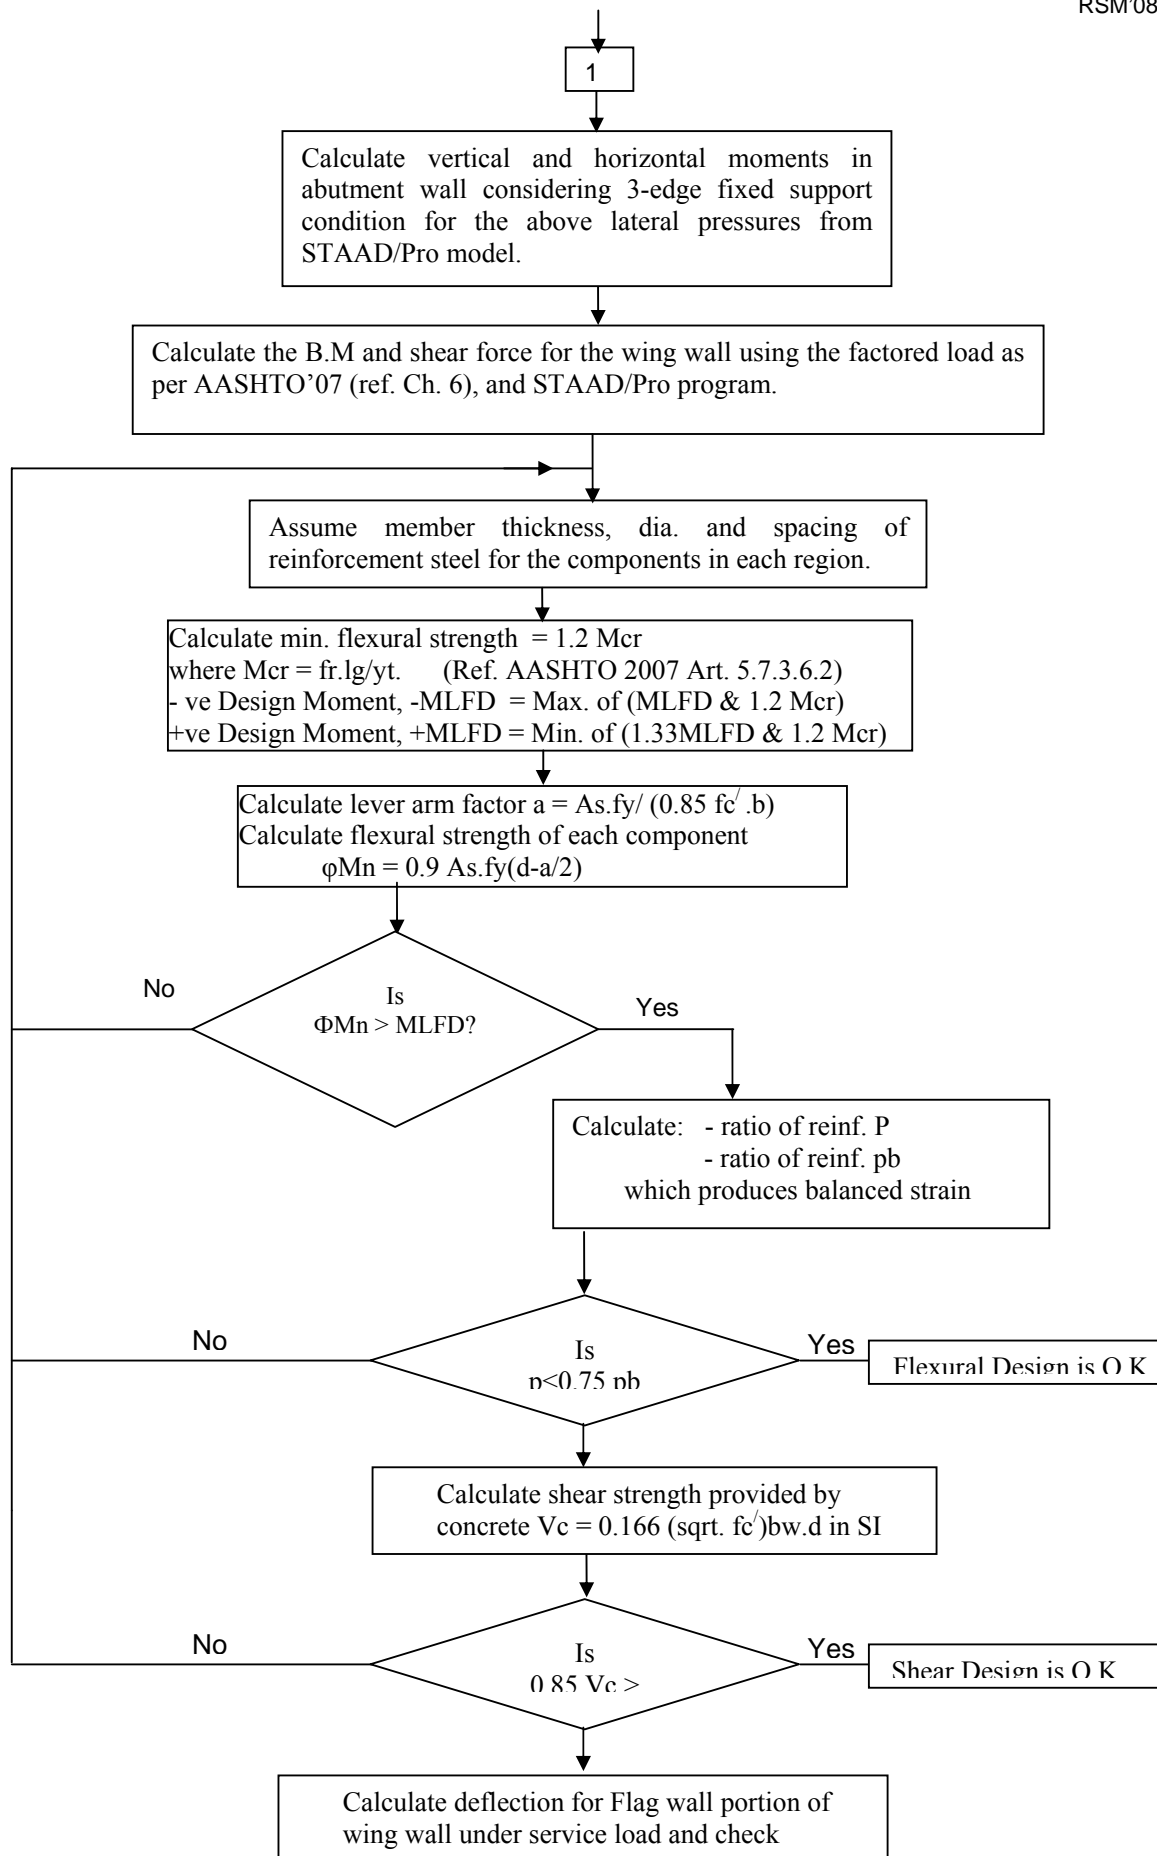 RSM'08
1
Calculate vertical and horizontal moments in
abutment wall considering 3-edge fixed support
condition for the above lateral pressures from
STAAD/Pro model.
Calculate the B.M and shear force for the wing wall using the factored load as
per AASHTO'07 (ref. Ch. 6), and STAAD/Pro program.
Assume member thickness, dia. and spacing of
reinforcement steel for the components in each region.
Calculate min. flexural strength = 1.2 Mcr
where Mcr = fr.lg/yt. (Ref. AASHTO 2007 Art. 5.7.3.6.2)
- ve Design Moment, -MLFD = Max. of (MLFD & 1.2 Mcr)
+ve Design Moment, +MLFD = Min. of (1.33MLFD & 1.2 Mcr)
Calculate lever arm factor a = As.fy/ (0.85 fc/ .b)
Calculate flexural strength of each component
φMn = 0.9 As.fy(d-a/2)
No
Is
ΦMn > MLFD?
Yes
Calculate: - ratio of reinf. P
- ratio of reinf. pb
which produces balanced strain
No
Is
p<0.75 pb
Yes
Flexural Design is O.K
Calculate shear strength provided by
concrete Vc = 0.166 (sqrt. fc/)bw.d in SI
No
Is
0.85 Vc >
Yes
Shear Design is O.K
Calculate deflection for Flag wall portion of
wing wall under service load and check